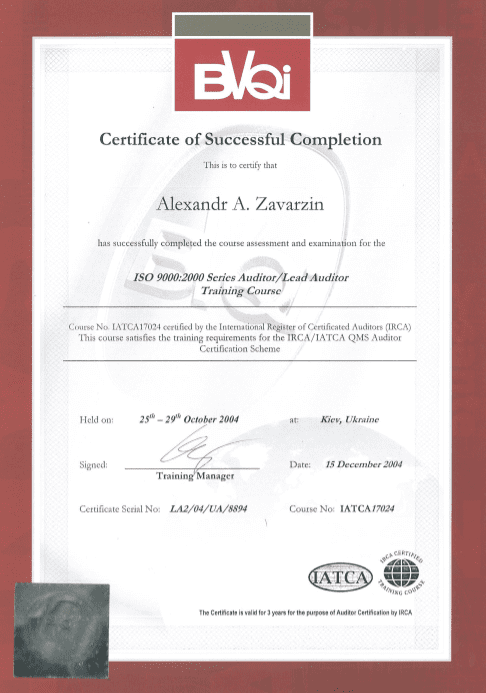 BVQi
Certificate of Successful Completion
This is to certify that
Alexandr A. Zavarzin
has successfully completed the course assessment and examination for the
ISO 9000:2000 Series Auditor/Lead Auditor
Training Course
Course No. IATCA17024 certified by the International Register of Certificated Auditors (IRCA)
This course satisfies the training requirements for the IRCA/IATCA QMS Auditor
Certification Scheme
Held on: 25th – 29th October 2004 at: Kiev, Ukraine
Signed: Date: 15 December 2004
Training Manager
Certificate Serial No: LA2/04/UA/8894 Course No: IATCA17024
IATCA
IRCA CERTIFIED
TRAINING COURSE
The Certificate is valid for 3 years for the purpose of Auditor Certification by IRCA